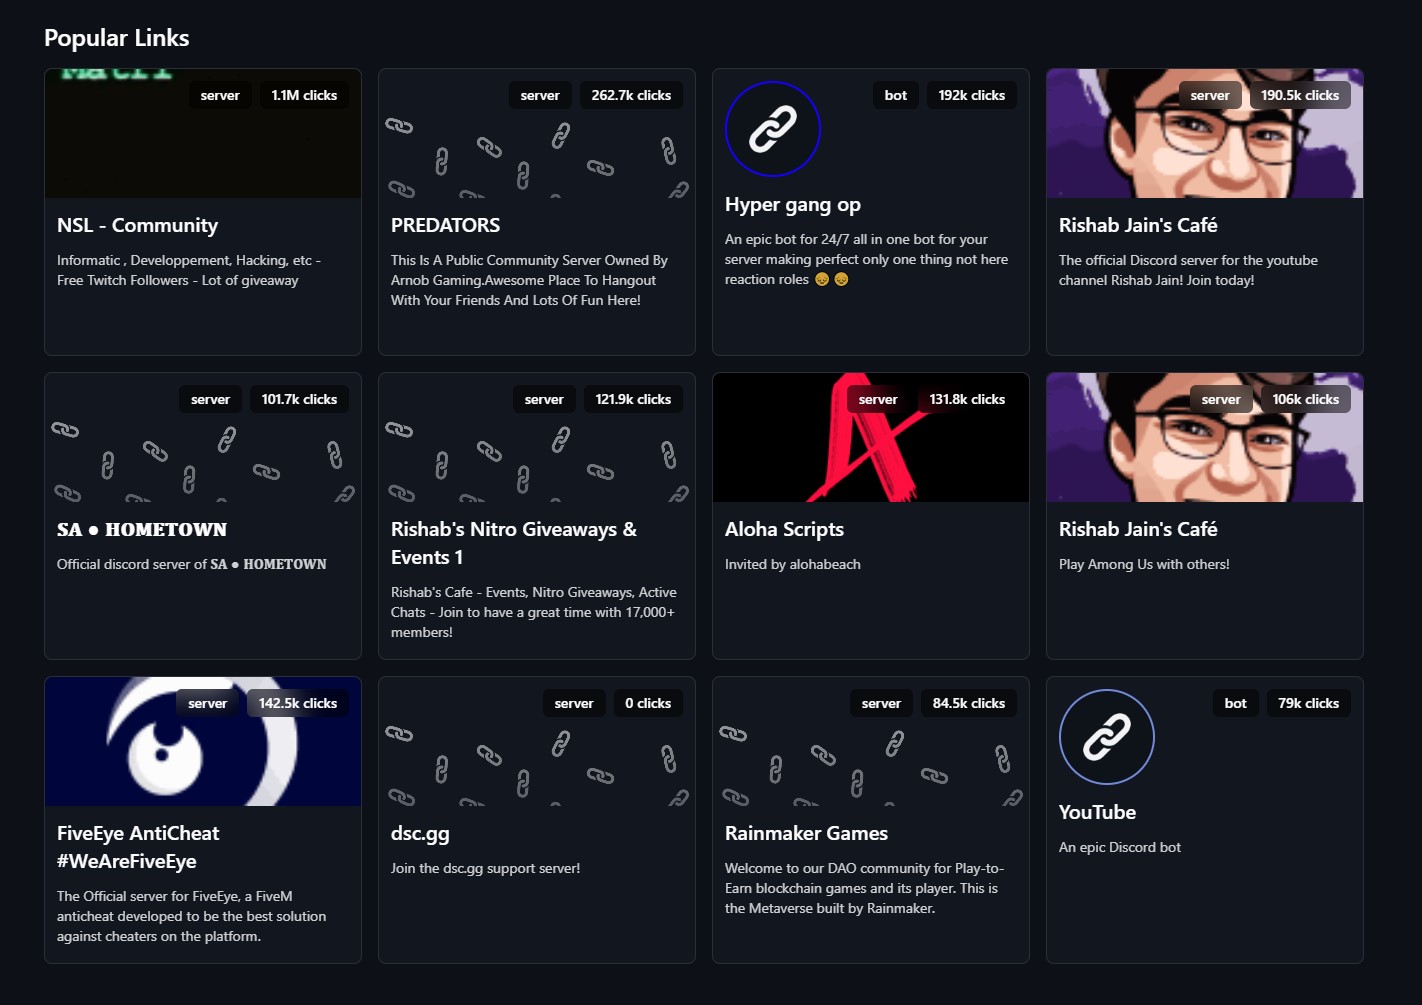 Popular Links
server 1.1M clicks
NSL - Community
Informatic , Developpement, Hacking, etc -
Free Twitch Followers - Lot of giveaway
server 262.7k clicks
PREDATORS
This Is A Public Community Server Owned By
Arnob Gaming.Awesome Place To Hangout
With Your Friends And Lots Of Fun Here!
bot 192k clicks
Hyper gang op
An epic bot for 24/7 all in one bot for your
server making perfect only one thing not here
reaction roles 😞 😞
server 190.5k clicks
Rishab Jain's Café
The official Discord server for the youtube
channel Rishab Jain! Join today!
server 101.7k clicks
SA ● HOMETOWN
Official discord server of SA ● HOMETOWN
server 121.9k clicks
Rishab's Nitro Giveaways &
Events 1
Rishab's Cafe - Events, Nitro Giveaways, Active
Chats - Join to have a great time with 17,000+
members!
server 131.8k clicks
Aloha Scripts
Invited by alohabeach
server 106k clicks
Rishab Jain's Café
Play Among Us with others!
server 142.5k clicks
FiveEye AntiCheat
#WeAreFiveEye
The Official server for FiveEye, a FiveM
anticheat developed to be the best solution
against cheaters on the platform.
server 0 clicks
dsc.gg
Join the dsc.gg support server!
server 84.5k clicks
Rainmaker Games
Welcome to our DAO community for Play-to-
Earn blockchain games and its player. This is
the Metaverse built by Rainmaker.
bot 79k clicks
YouTube
An epic Discord bot